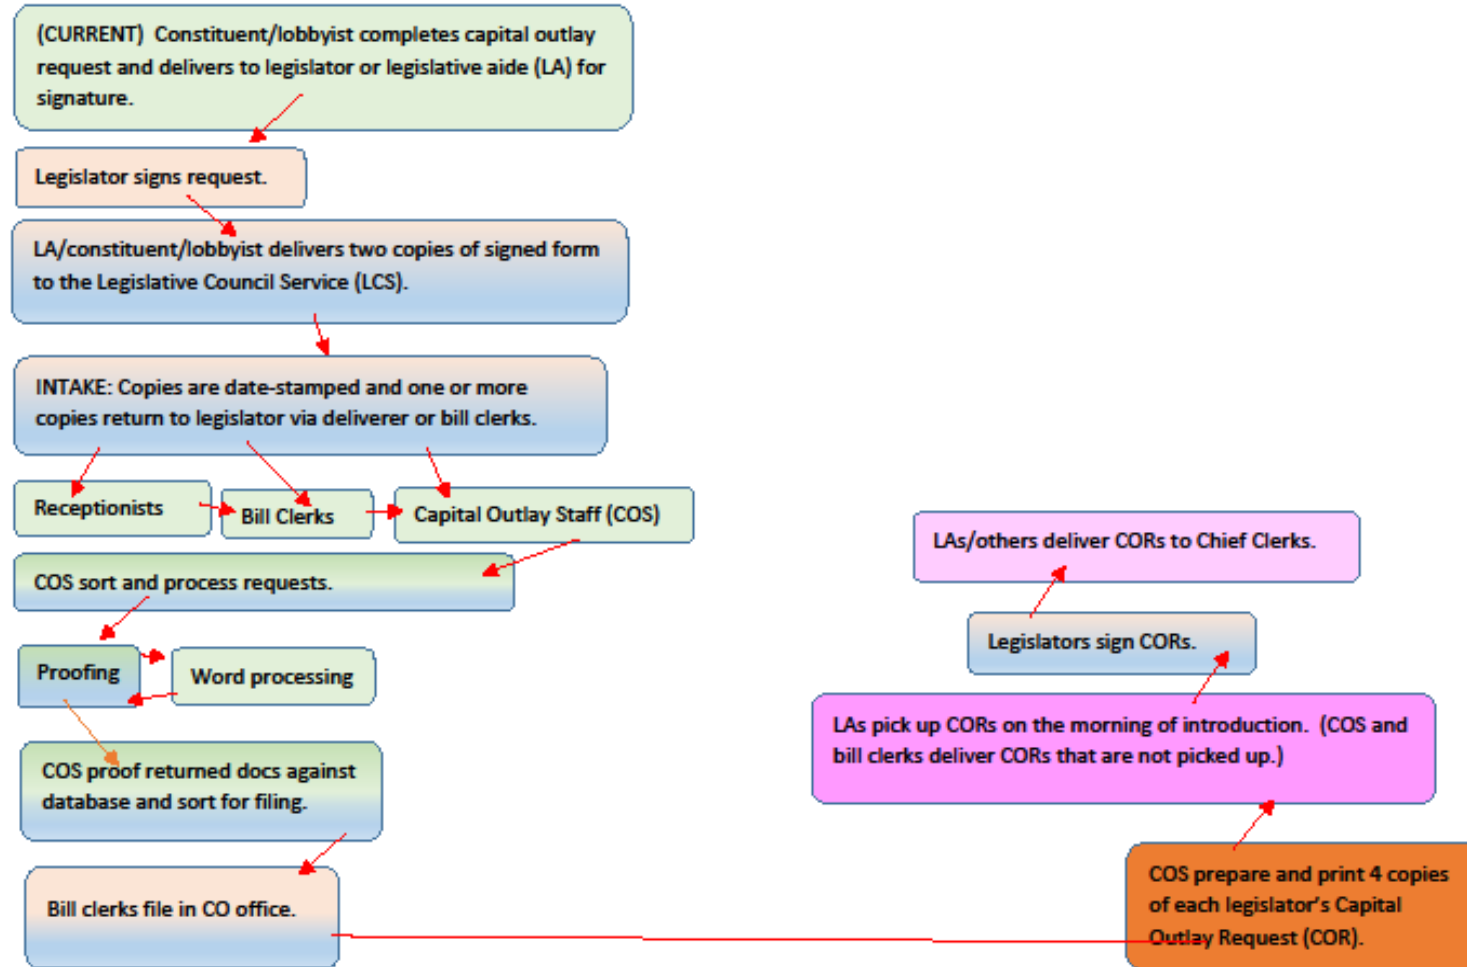 (CURRENT)  Constituent/lobbyist completes capital outlay
request and delivers to legislator or legislative aide (LA) for
signature.
Legislator signs request.
LA/constituent/lobbyist delivers two copies of signed form
to the Legislative Council Service (LCS).
INTAKE: Copies are date-stamped and one or more
copies return to legislator via deliverer or bill clerks.
Receptionists
Bill Clerks
Capital Outlay Staff (COS)
COS sort and process requests.
Proofing
Word processing
COS proof returned docs against
database and sort for filing.
Bill clerks file in CO office.
COS prepare and print 4 copies
of each legislator's Capital
Outlay Request (COR).
LAs pick up CORs on the morning of introduction.  (COS and
bill clerks deliver CORs that are not picked up.)
Legislators sign CORs.
LAs/others deliver CORs to Chief Clerks.